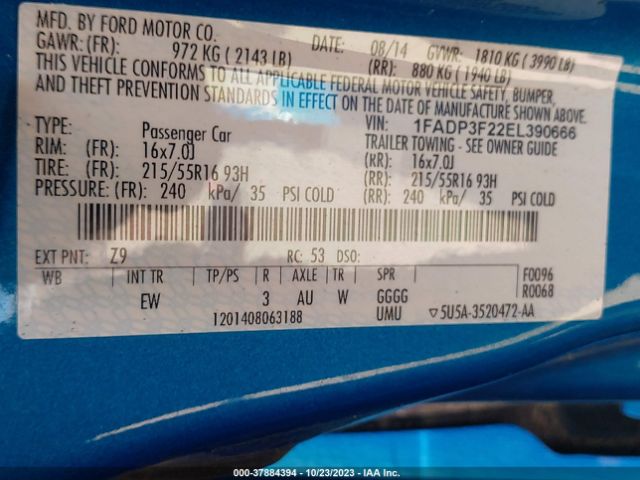 MFD. BY FORD MOTOR CO.
DATE: 08/14 GVWR: 1810 KG ( 3990 LB)
GAWR: (FR): 972 KG ( 2143 LB) (RR): 880 KG ( 1940 LB)
THIS VEHICLE CONFORMS TO ALL APPLICABLE FEDERAL MOTOR VEHICLE SAFETY, BUMPER,
AND THEFT PREVENTION STANDARDS IN EFFECT ON THE DATE OF MANUFACTURE SHOWN ABOVE.
VIN: 1FADP3F22EL390666
TYPE: Passenger Car TRAILER TOWING - SEE OWNER GUIDE
RIM: (FR): 16x7.0J (RR): 16x7.0J
TIRE: (FR): 215/55R16 93H (RR): 215/55R16 93H
PRESSURE: (FR): 240 kPa/ 35 PSI COLD (RR): 240 kPa/ 35 PSI COLD
EXT PNT: Z9 RC: 53 DSO:
WB INT TR TP/PS R AXLE TR SPR F0096
EW 3 AU W GGGG R0068
1201408063188 UMU ▽5U5A-3520472-AA
000-37884394 - 10/23/2023 - IAA Inc.